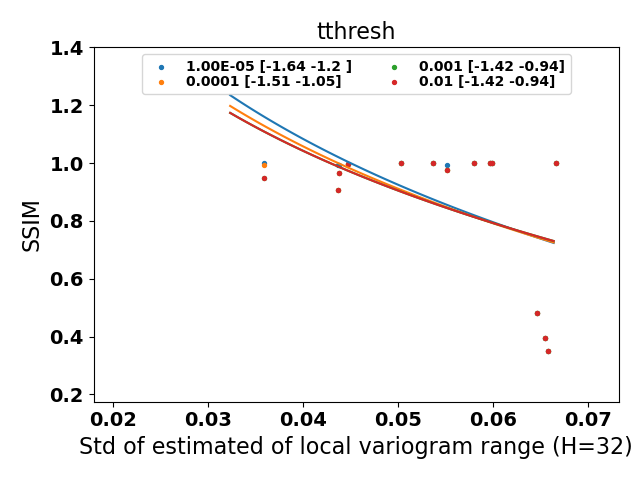 tthresh
1.00E-05 [-1.64 -1.2 ]
0.0001 [-1.51 -1.05]
0.001 [-1.42 -0.94]
0.01 [-1.42 -0.94]
SSIM
1.4
1.2
1.0
0.8
0.6
0.4
0.2
0.02 0.03 0.04 0.05 0.06 0.07
Std of estimated of local variogram range (H=32)